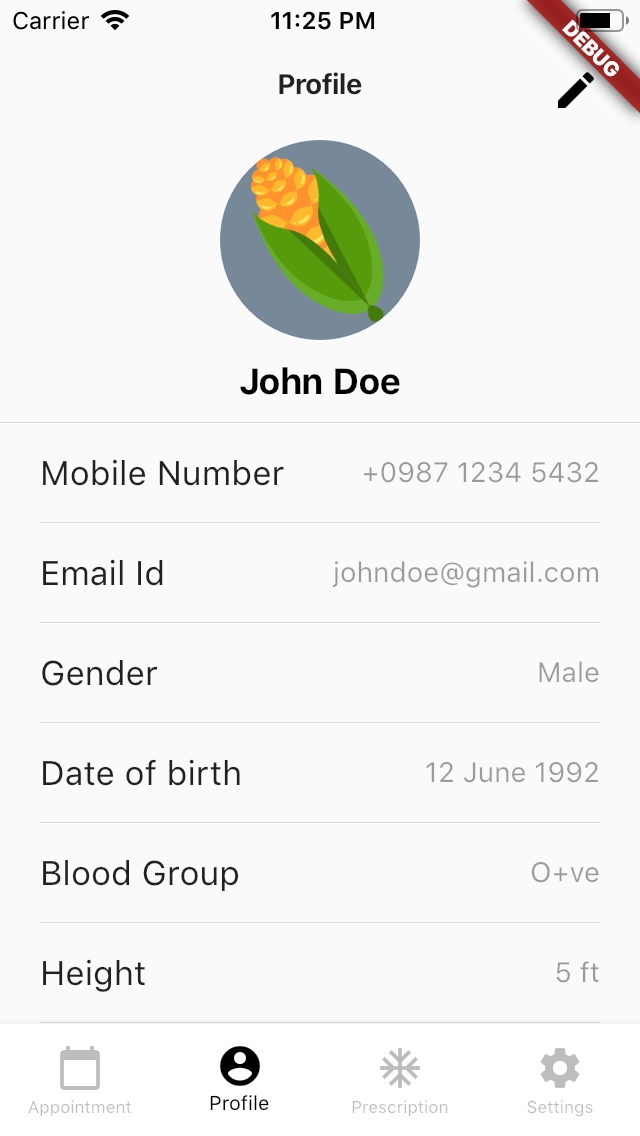 Carrier 11:25 PM
DEBUG
Profile
John Doe
Mobile Number +0987 1234 5432
Email Id johndoe@gmail.com
Gender Male
Date of birth 12 June 1992
Blood Group O+ve
Height 5 ft
Appointment Profile Prescription Settings